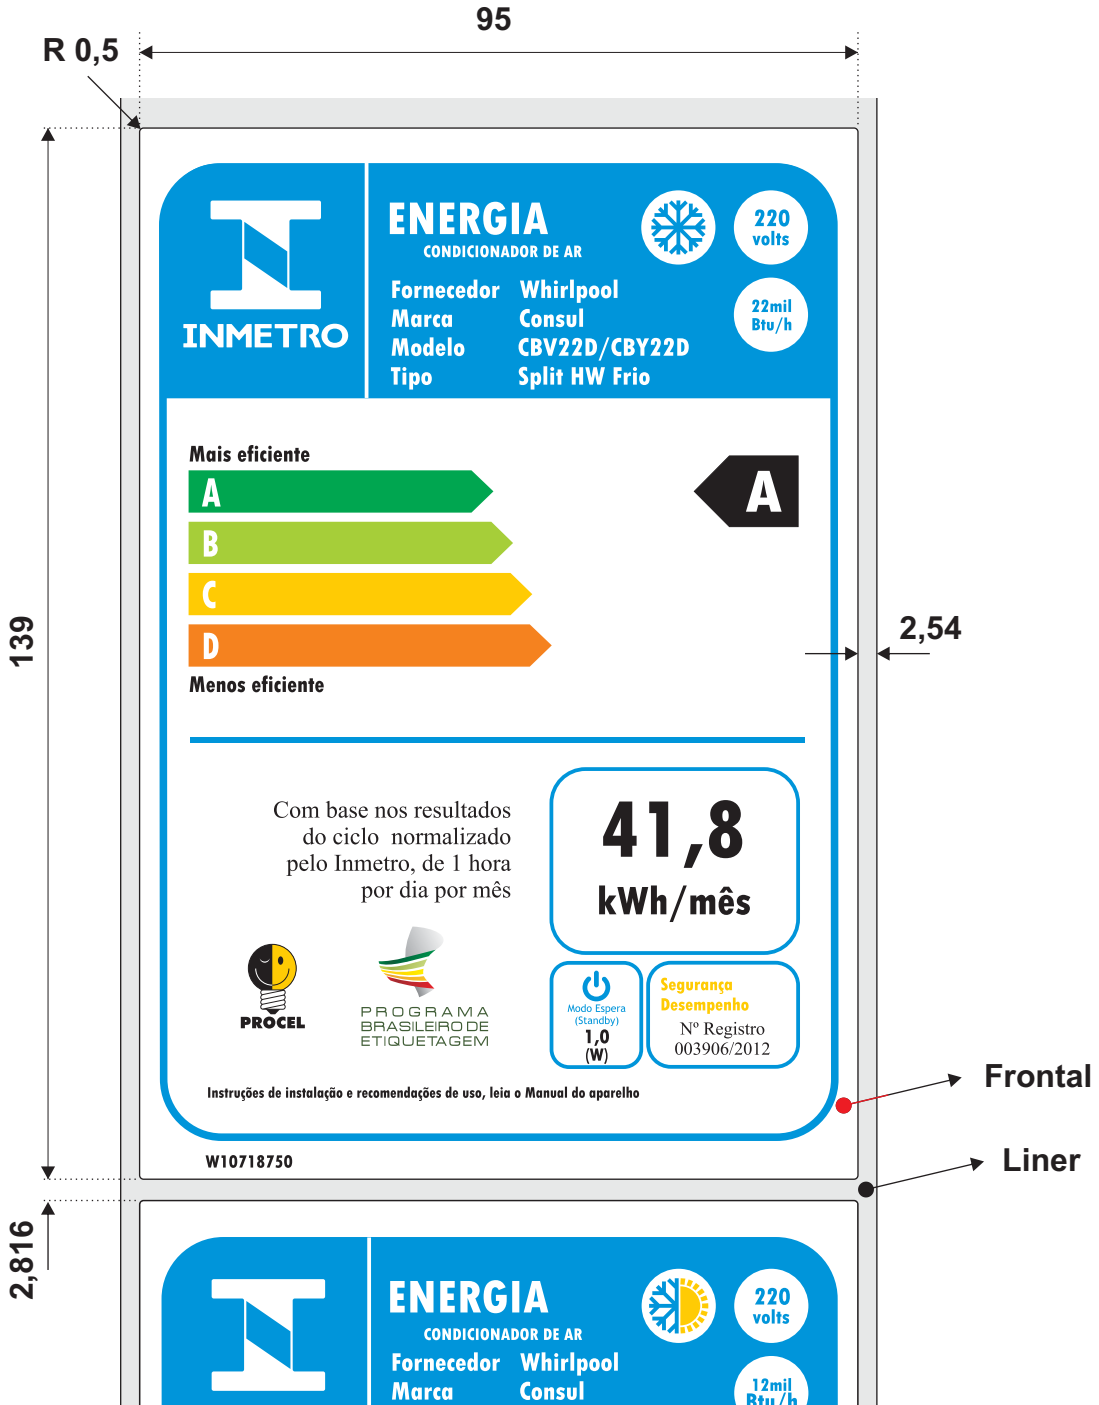 95
R 0,5
INMETRO
ENERGIA
CONDICIONADOR DE AR
220
volts
22mil
Btu/h
Fornecedor Whirlpool
Marca Consul
Modelo CBV22D/CBY22D
Tipo Split HW Frio
Mais eficiente
A
A
B
C
D
Menos eficiente
139
2,54
Com base nos resultados
do ciclo normalizado
pelo Inmetro, de 1 hora
por dia por mês
41,8
kWh/mês
PROCEL
PROGRAMA
BRASILEIRO DE
ETIQUETAGEM
Modo Espera
(Standby)
1,0
(W)
Segurança
Desempenho
Nº Registro
003906/2012
Instruções de instalação e recomendações de uso, leia o Manual do aparelho
Frontal
W10718750
Liner
2,816
ENERGIA
CONDICIONADOR DE AR
220
volts
12mil
Btu/h
Fornecedor Whirlpool
Marca Consul